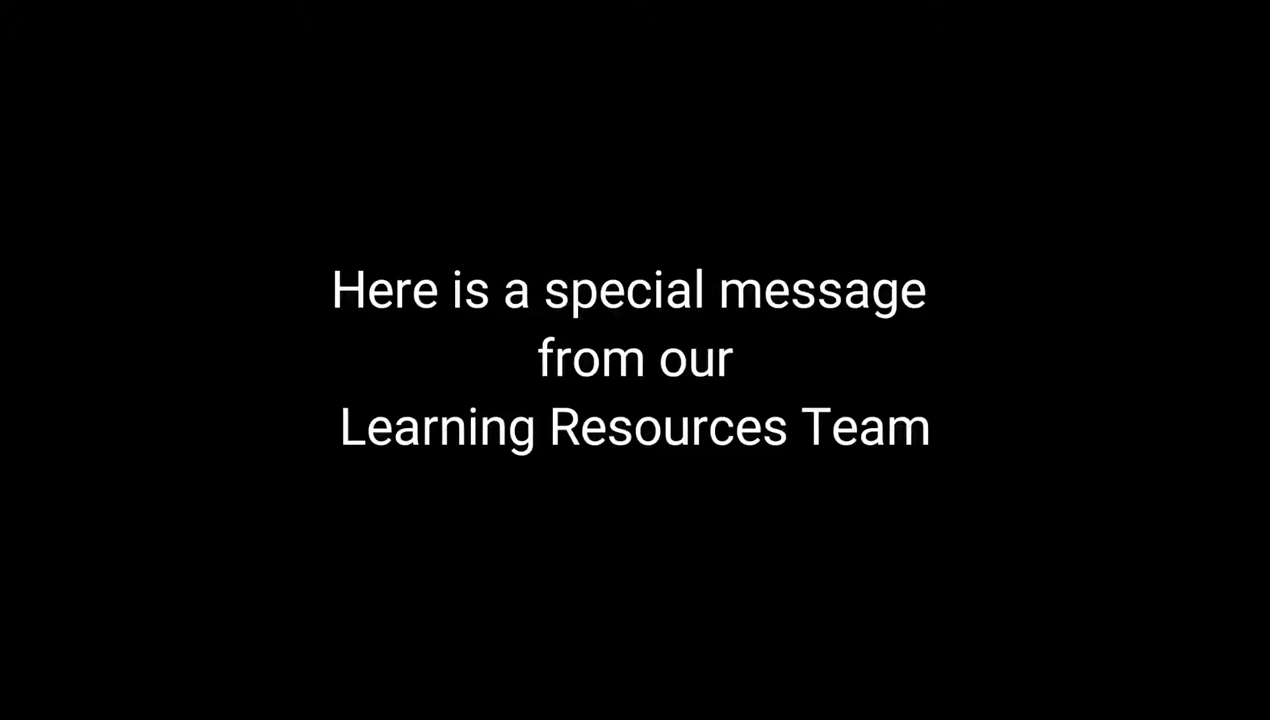 Here is a special message
from our
Learning Resources Team